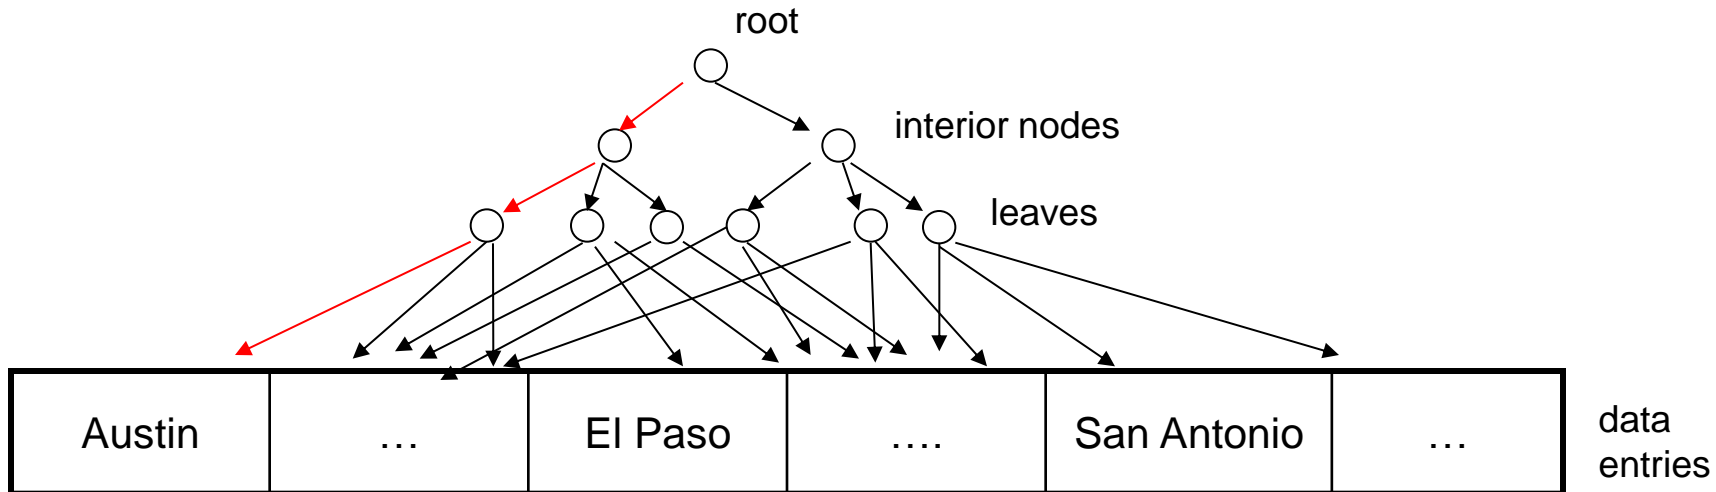 root
interior nodes
leaves
Austin
…
El Paso
….
San Antonio
…
data
entries